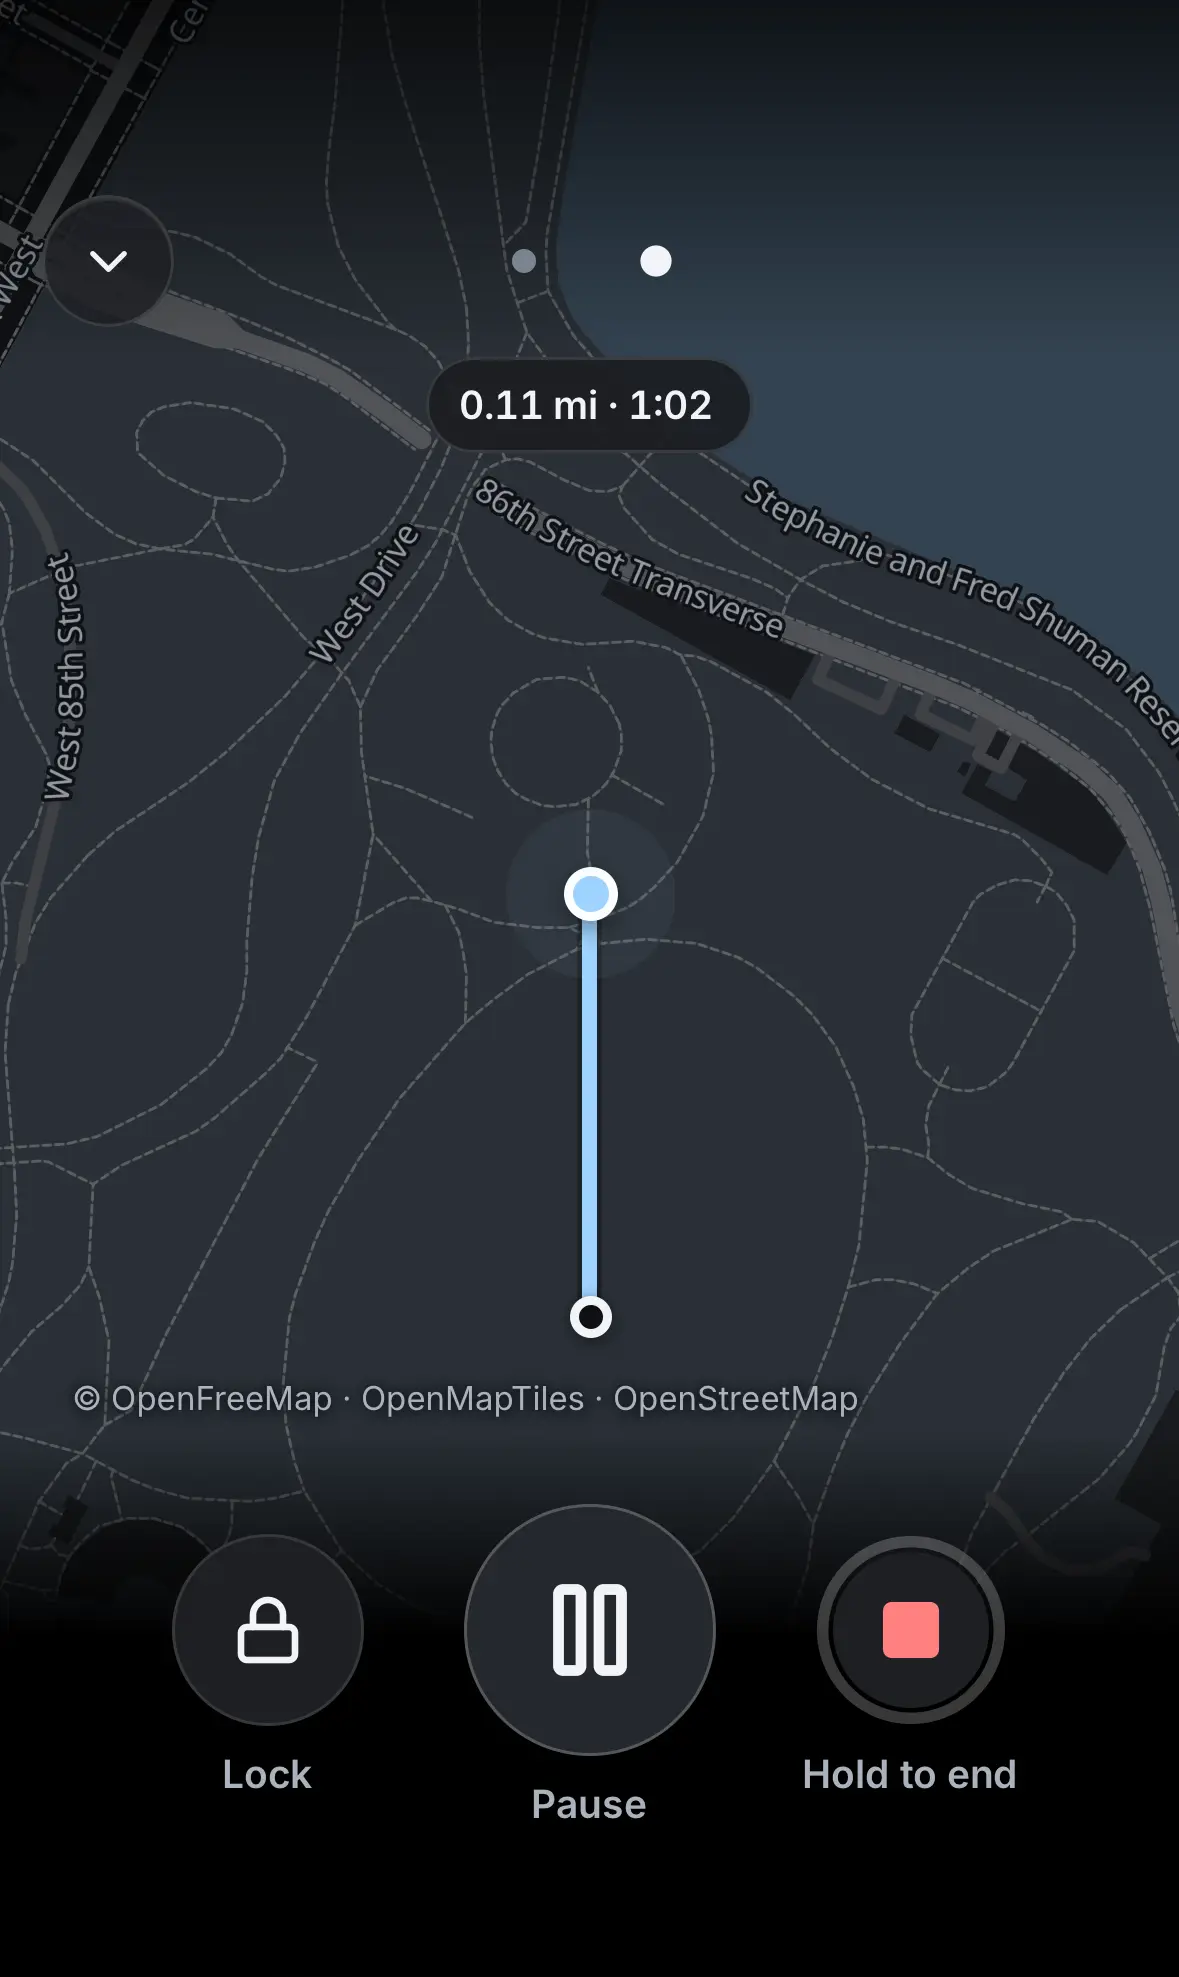 West
0.11 mi · 1:02
86th Street Transverse
Stephanie and Fred Shuman
West Drive
West 85th Street
© OpenFreeMap · OpenMapTiles · OpenStreetMap
Lock
Pause
Hold to end